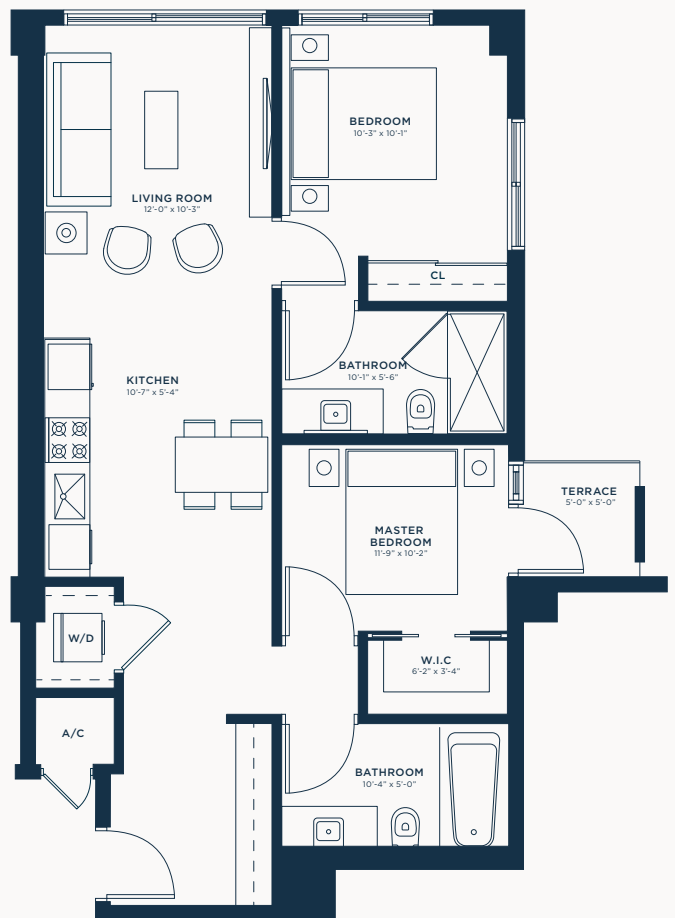 BEDROOM
10'-3" x 10'-1"
LIVING ROOM
12'-0" x 10'-3"
CL
BATHROOM
10'-1" x 5'-6"
KITCHEN
10'-7" x 5'-4"
TERRACE
5'-0" x 5'-0"
MASTER
BEDROOM
11'-9" x 10'-2"
W/D
W.I.C
6'-2" x 3'-4"
A/C
BATHROOM
10'-4" x 5'-0"